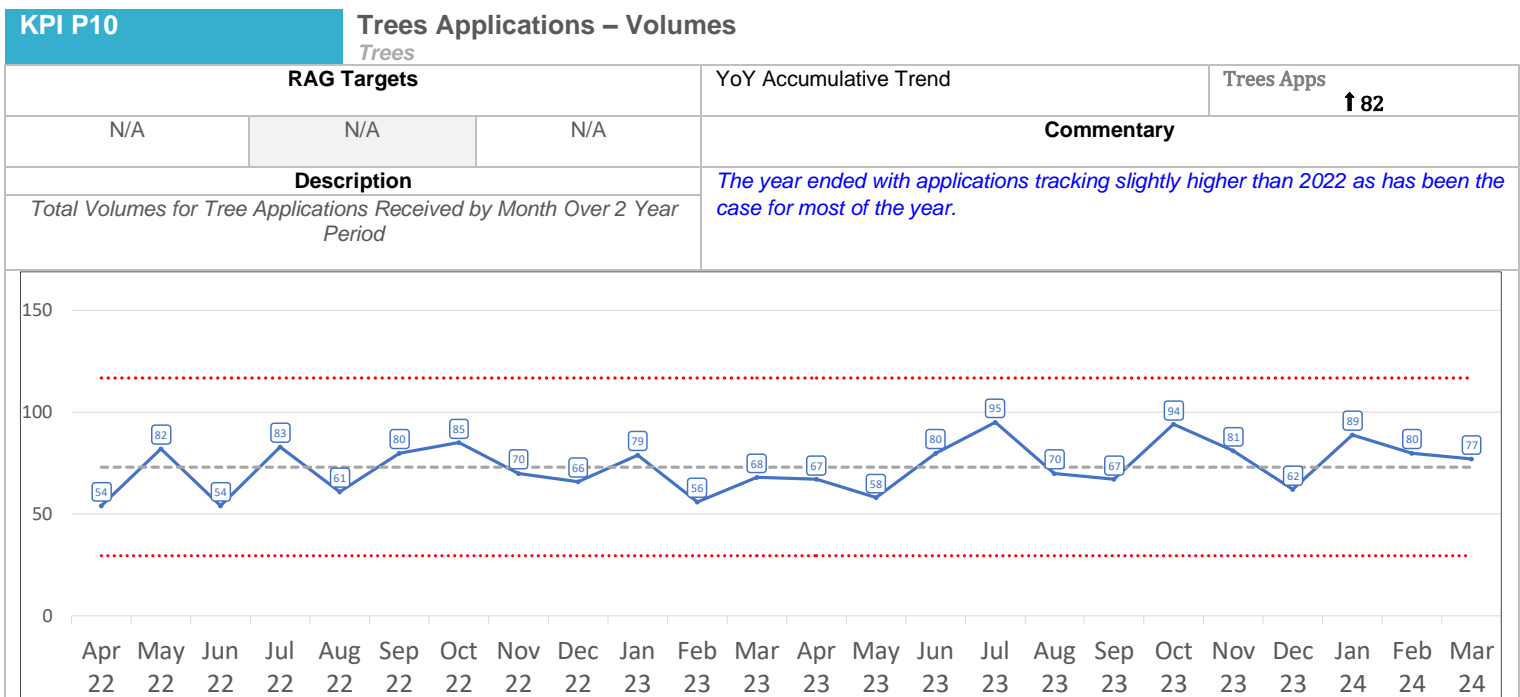 KPI P10
Trees Applications – Volumes
Trees
RAG Targets
YoY Accumulative Trend
Trees Apps
⬆ 82
N/A
N/A
N/A
Commentary
Description
The year ended with applications tracking slightly higher than 2022 as has been the
case for most of the year.
Total Volumes for Tree Applications Received by Month Over 2 Year
Period
150
100
50
0
54
82
54
83
61
80
85
70
66
79
56
68
67
58
80
95
70
67
94
81
62
89
80
77
Apr May Jun Jul Aug Sep Oct Nov Dec Jan Feb Mar Apr May Jun Jul Aug Sep Oct Nov Dec Jan Feb Mar
22 22 22 22 22 22 22 22 22 23 23 23 23 23 23 23 23 23 23 23 23 24 24 24